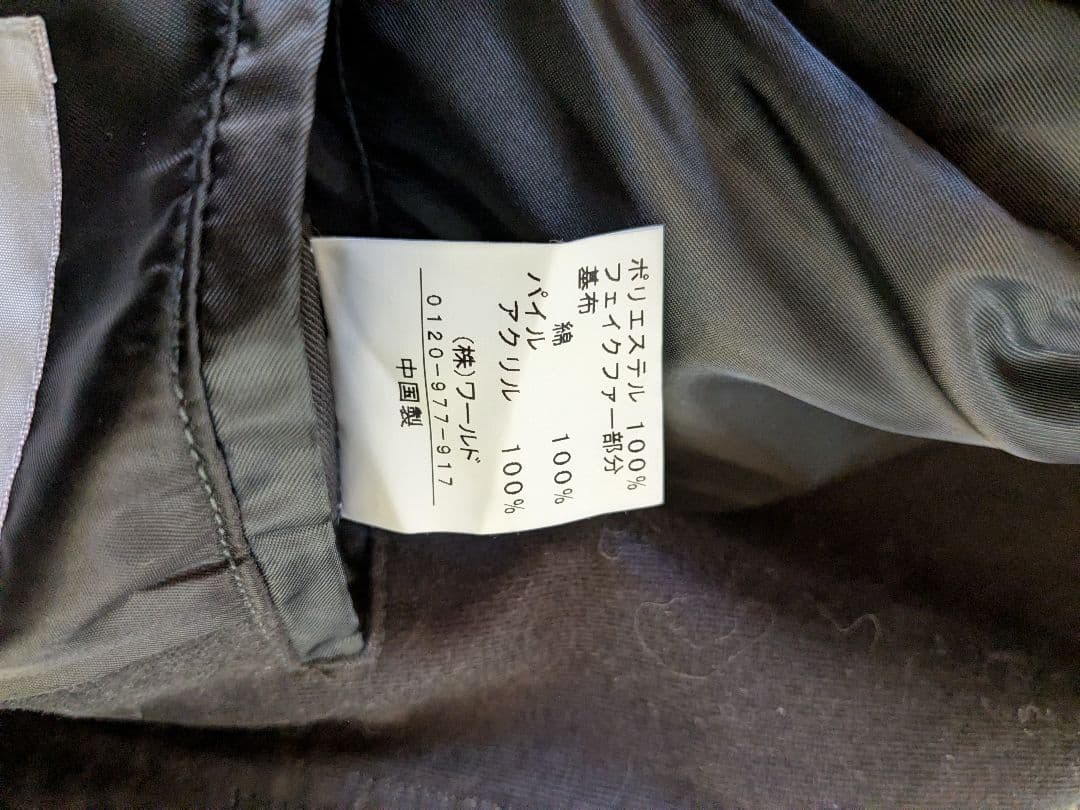 ポリエステル 100%
フェイクファー部分
基布
綿 100%
パイル
アクリル 100%
(株)ワールド
0120-977-917
中国製